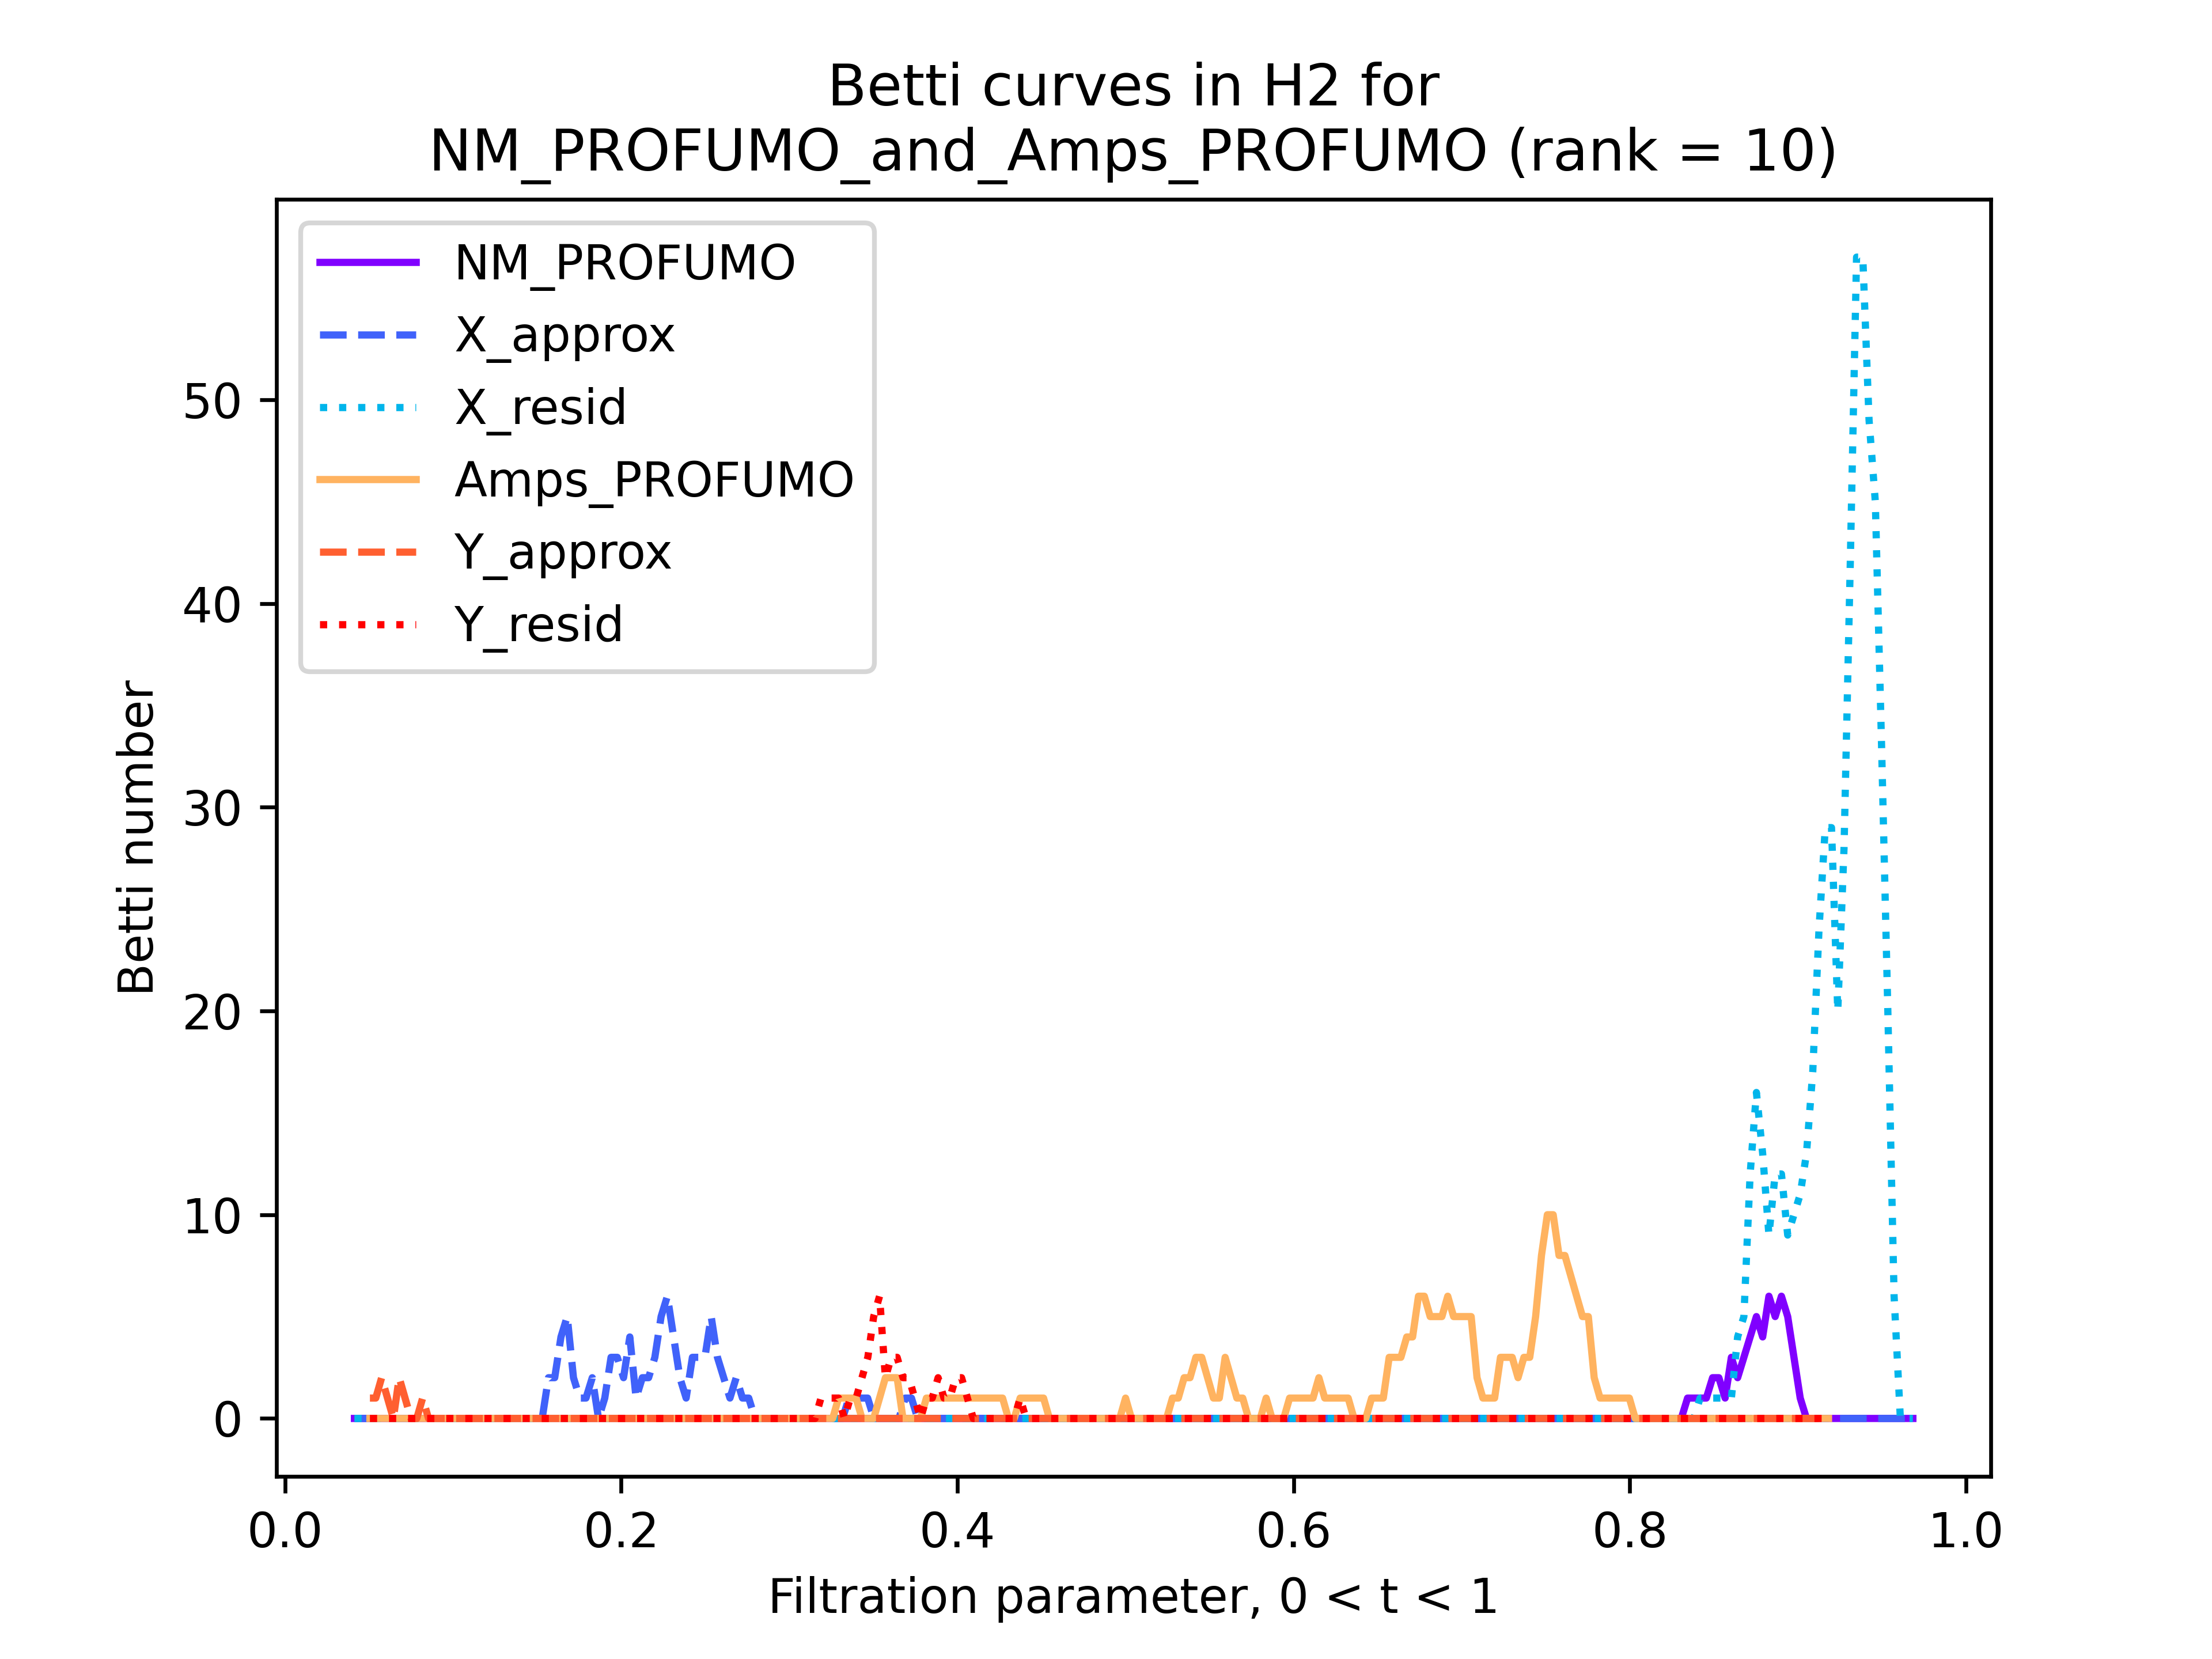 Betti curves in H2 for
NM_PROFUMO_and_Amps_PROFUMO (rank = 10)
NM_PROFUMO
X_approx
X_resid
Amps_PROFUMO
Y_approx
Y_resid
Betti number
50
40
30
20
10
0
0.0 0.2 0.4 0.6 0.8 1.0
Filtration parameter, 0 < t < 1